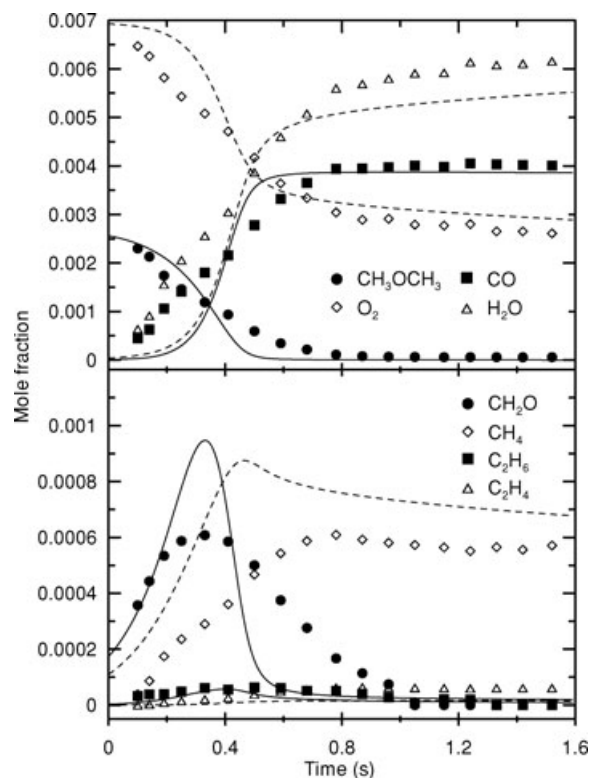 0.007
0.006
0.005
0.004
0.003
0.002
0.001
0
CH₃OCH₃
CO
O₂
H₂O
Mole fraction
0.001
0.0008
0.0006
0.0004
0.0002
0
CH₂O
CH₄
C₂H₆
C₂H₄
0 0.4 0.8 1.2 1.6
Time (s)